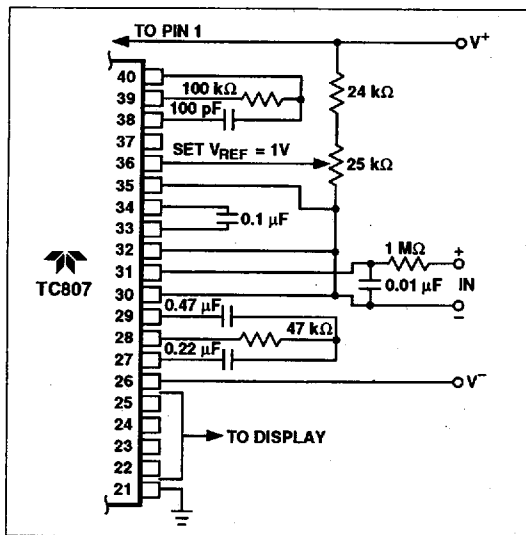 TO PIN 1
V+
40
39
100 kΩ
24 kΩ
38
100 pF
37
36
SET VREF = 1V
25 kΩ
35
34
0.1 µF
33
32
1 MΩ
+
31
TC807
0.01 µF
IN
30
–
29
0.47 µF
47 kΩ
28
27
0.22 µF
26
V–
25
24
TO DISPLAY
23
22
21